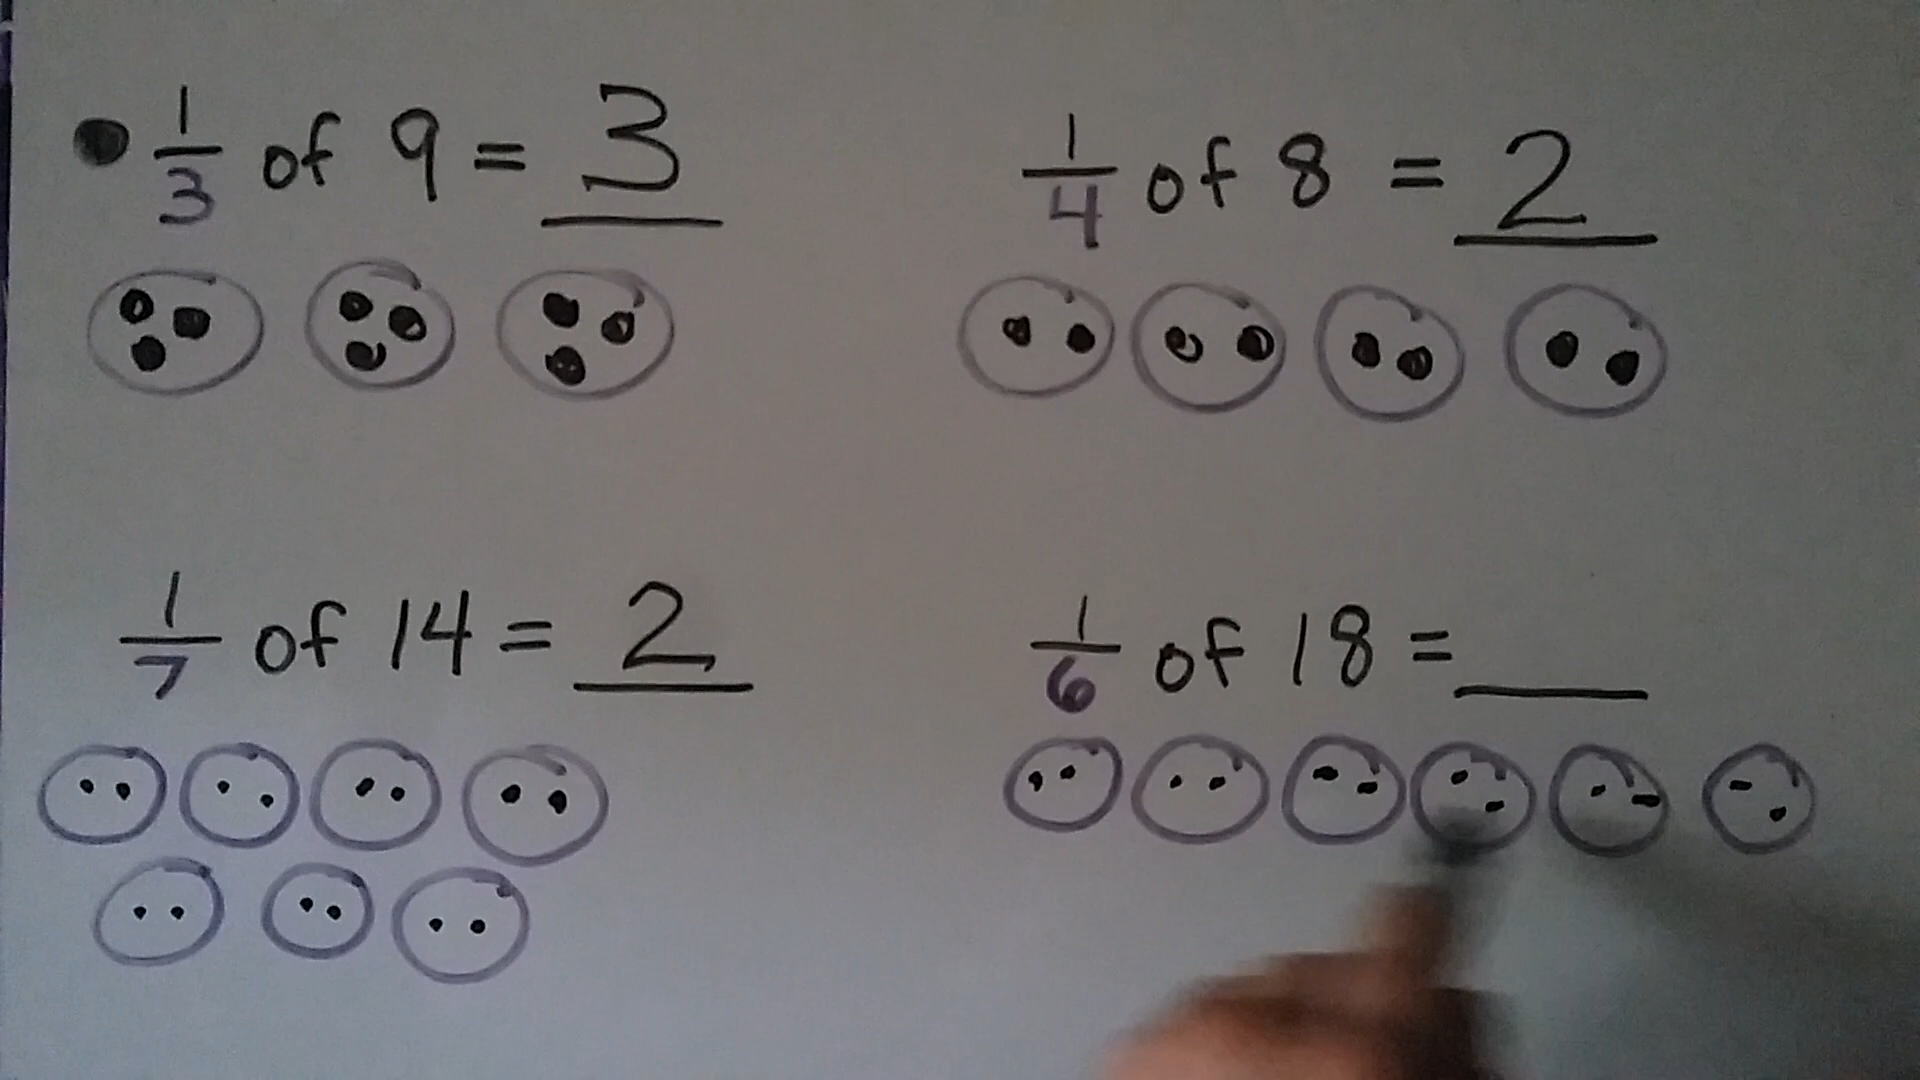 1/3 of 9 = 3
1/4 of 8 = 2
1/7 of 14 = 2
1/6 of 18 = ___